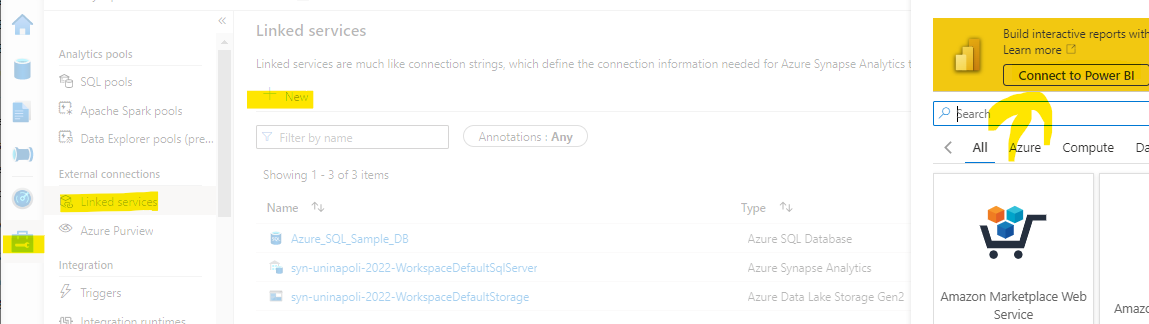 Analytics pools
SQL pools
Apache Spark pools
Data Explorer pools (pre...
External connections
Linked services
Azure Purview
Integration
Triggers
Integration runtimes
Linked services
Linked services are much like connection strings, which define the connection information needed for Azure Synapse Analytics t
New
Filter by name
Annotations : Any
Showing 1 - 3 of 3 items
Name Type
Azure_SQL_Sample_DB Azure SQL Database
syn-uninapoli-2022-WorkspaceDefaultSqlServer Azure Synapse Analytics
syn-uninapoli-2022-WorkspaceDefaultStorage Azure Data Lake Storage Gen2
Build interactive reports with
Learn more
Connect to Power BI
Search
All Azure Compute Da
Amazon Marketplace Web
Service